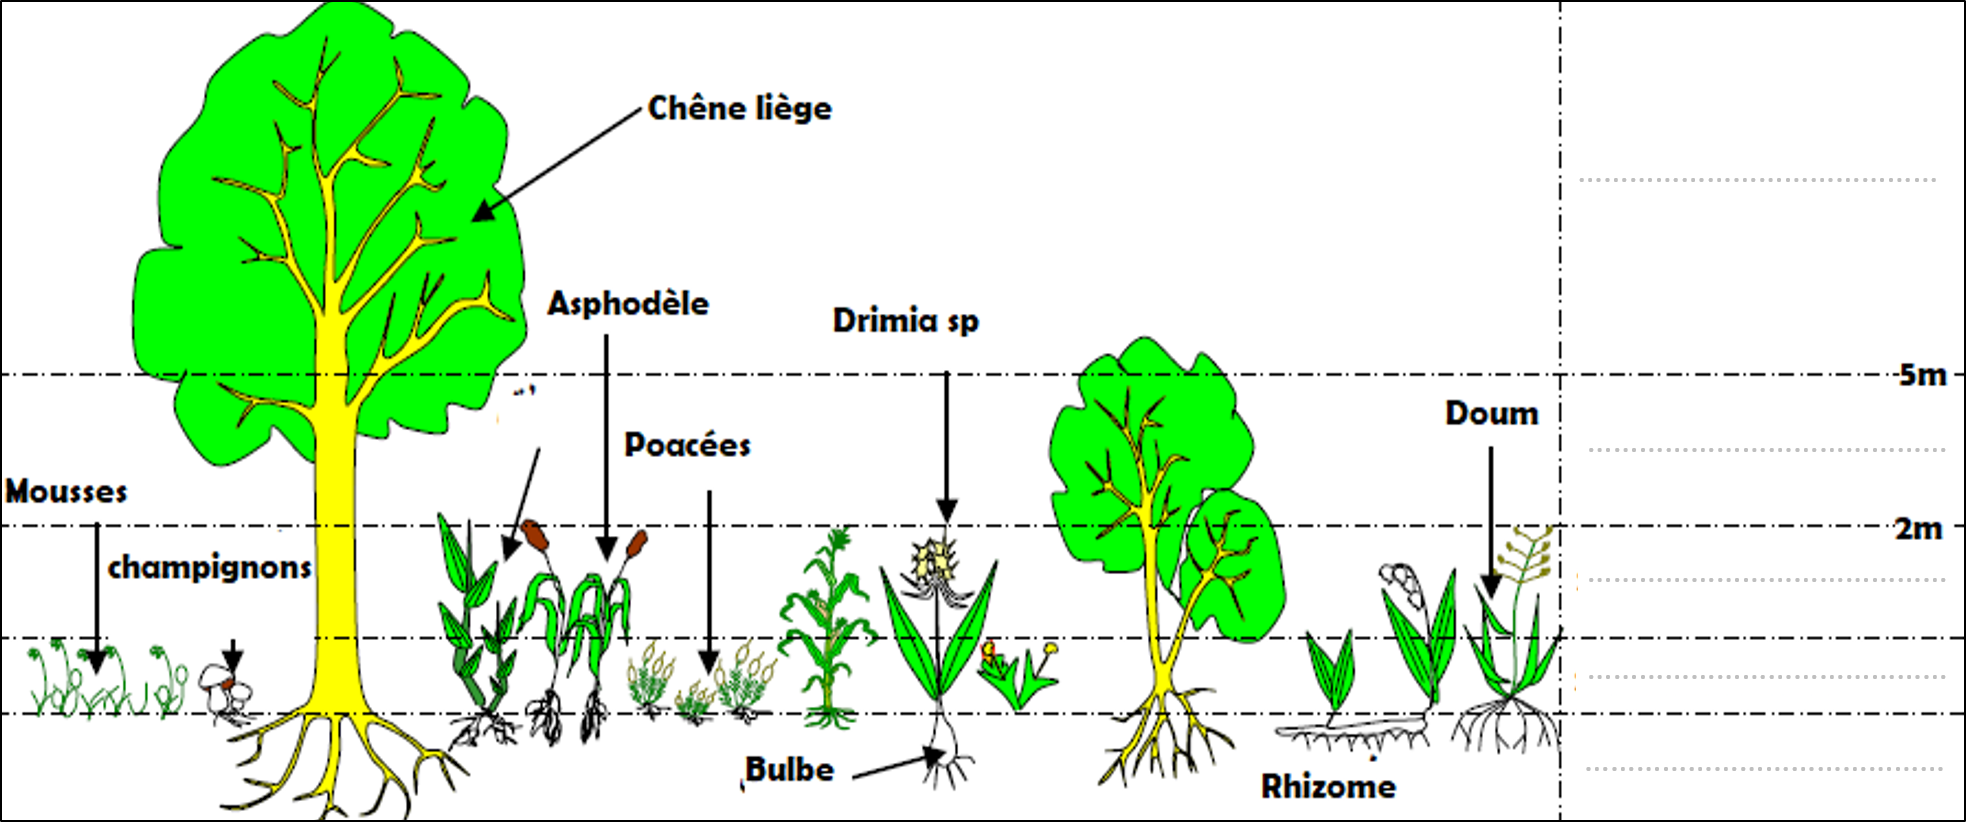 Chêne liège
Asphodèle
Drimia sp
5m
Doum
Poacées
Mousses
2m
champignons
Bulbe
Rhizome